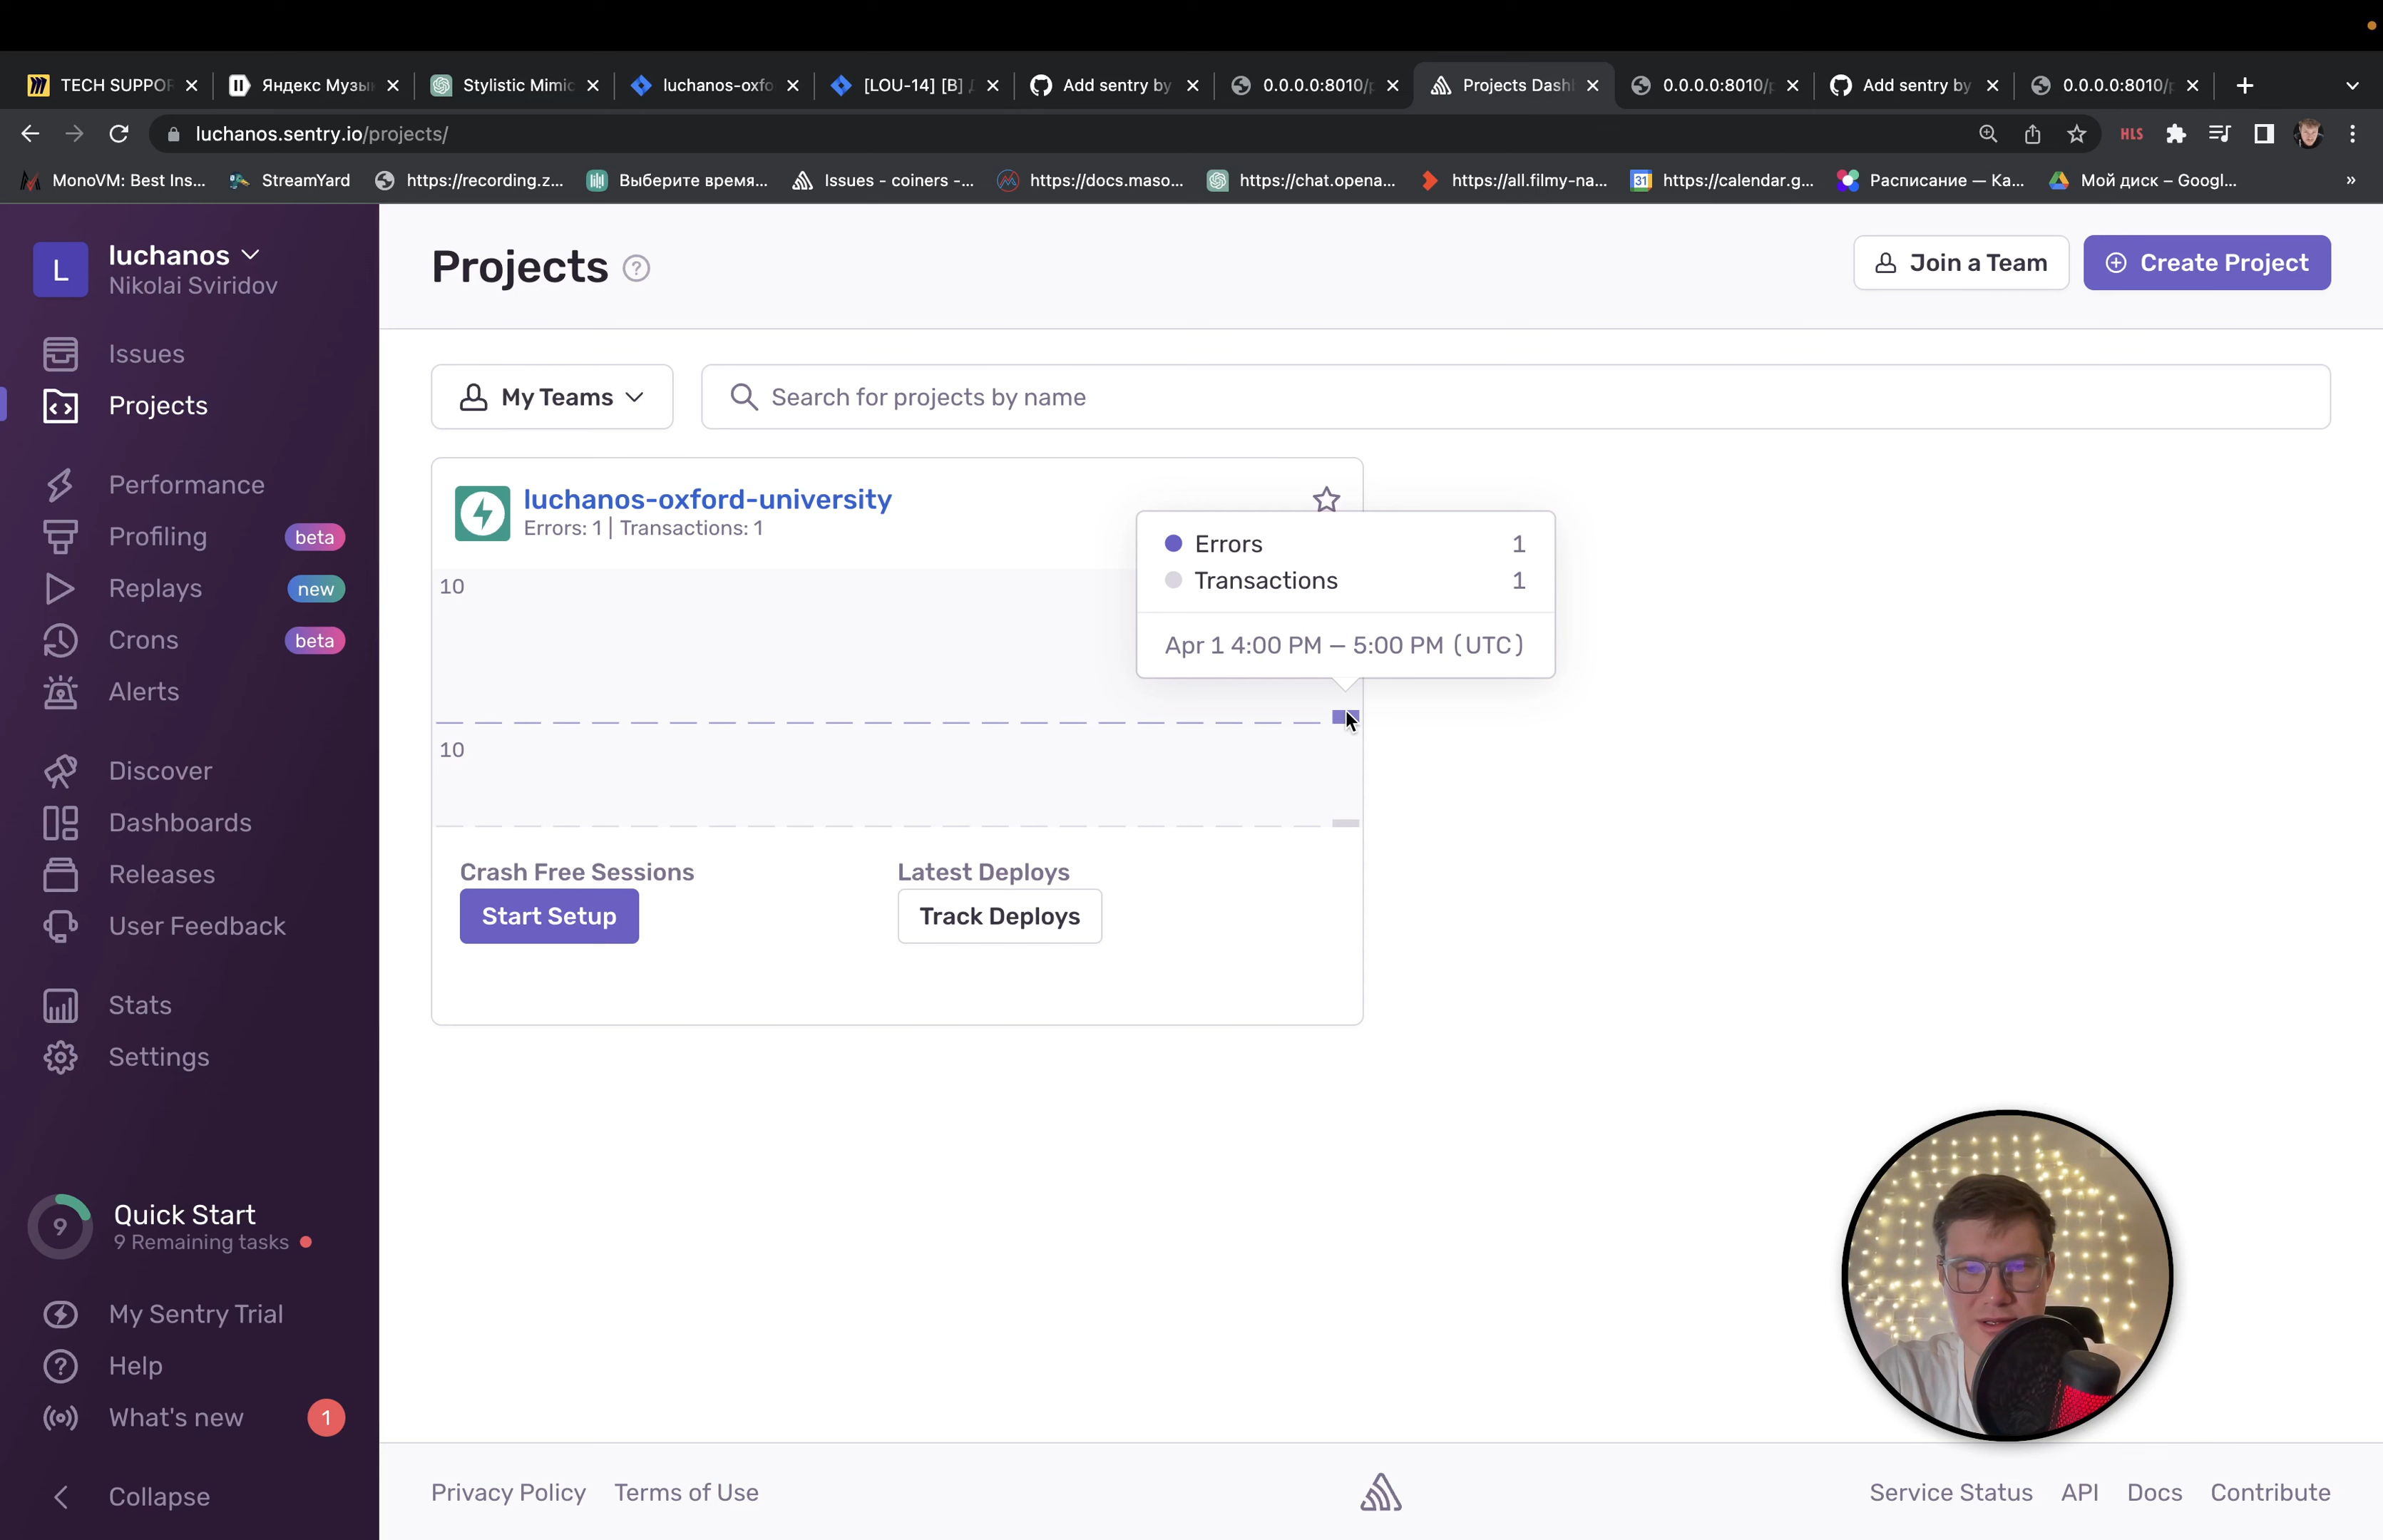 TECH SUPPOR
Яндекс Музы
Stylistic Mimic
luchanos-oxfo
[LOU-14] [B] Д
Add sentry by
0.0.0.0:8010/p
Projects Dash
0.0.0.0:8010/p
Add sentry by
0.0.0.0:8010/p
luchanos.sentry.io/projects/
HLS
MonoVM: Best Ins...
StreamYard
https://recording.z...
Выберите время...
Issues - coiners -...
https://docs.maso...
https://chat.opena...
https://all.filmy-na...
31
https://calendar.g...
Расписание — Ка...
Мой диск – Googl...
»
L
luchanos
Nikolai Sviridov
Issues
Projects
Performance
Profiling
beta
Replays
new
Crons
beta
Alerts
Discover
Dashboards
Releases
User Feedback
Stats
Settings
9
Quick Start
9 Remaining tasks
My Sentry Trial
Help
What's new
1
Collapse
Projects
?
Join a Team
Create Project
My Teams
Search for projects by name
luchanos-oxford-university
Errors: 1 | Transactions: 1
10
Errors 1
Transactions 1
Apr 1 4:00 PM — 5:00 PM (UTC)
10
Crash Free Sessions
Latest Deploys
Start Setup
Track Deploys
Privacy Policy
Terms of Use
Service Status
API
Docs
Contribute